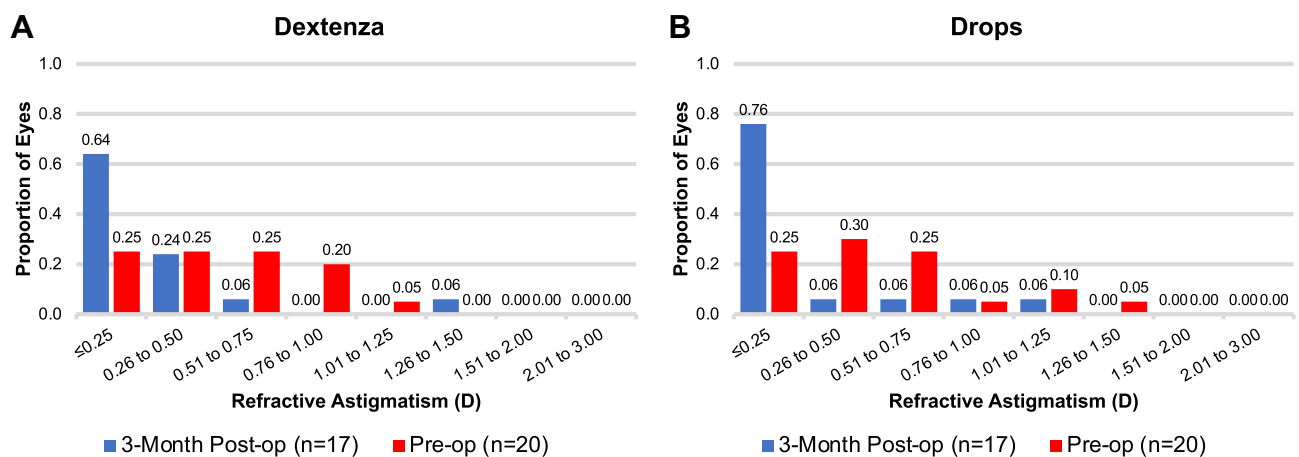 A
Dextenza
Proportion of Eyes
1.0
0.8
0.6
0.4
0.2
0.0
0.64
0.25
0.24
0.25
0.06
0.25
0.00
0.20
0.00
0.05
0.06
0.00
0.00
0.00
0.00
0.00
≤0.25
0.26 to 0.50
0.51 to 0.75
0.76 to 1.00
1.01 to 1.25
1.26 to 1.50
1.51 to 2.00
2.01 to 3.00
Refractive Astigmatism (D)
3-Month Post-op (n=17)
Pre-op (n=20)
B
Drops
Proportion of Eyes
1.0
0.8
0.6
0.4
0.2
0.0
0.76
0.25
0.06
0.30
0.06
0.25
0.06
0.05
0.06
0.10
0.00
0.05
0.00
0.00
0.00
0.00
≤0.25
0.26 to 0.50
0.51 to 0.75
0.76 to 1.00
1.01 to 1.25
1.26 to 1.50
1.51 to 2.00
2.01 to 3.00
Refractive Astigmatism (D)
3-Month Post-op (n=17)
Pre-op (n=20)